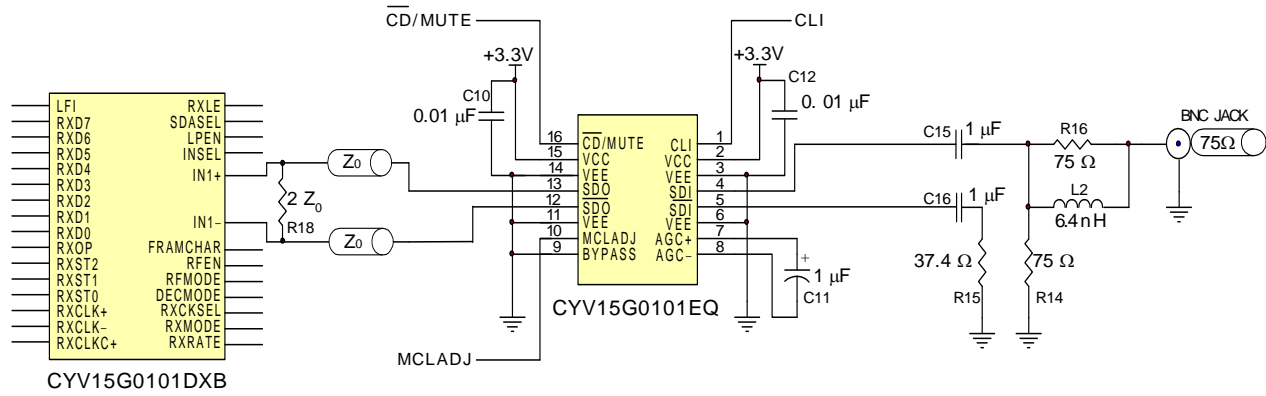 CD/MUTE
CLI
+3.3V
+3.3V
C10
0.01 µF
C12
0. 01 µF
LFI
RXD7
RXD6
RXD5
RXD4
RXD3
RXD2
RXD1
RXD0
RXOP
RXST2
RXST1
RXST0
RXCLK+
RXCLK−
RXCLKC+
RXLE
SDASEL
LPEN
INSEL
IN1+
IN1−
FRAMCHAR
RFEN
RFMODE
DECMODE
RXCKSEL
RXMODE
RXRATE
CYV15G0101DXB
2 Z0
R18
Z0
Z0
16
15
14
13
12
11
10
9
CD/MUTE
VCC
VEE
SDO
SDO
VEE
MCLADJ
BYPASS
CLI
VCC
VEE
SDI
SDI
VEE
AGC+
AGC−
1
2
3
4
5
6
7
8
CYV15G0101EQ
MCLADJ
+
1 µF
C11
C15
1 µF
C16
1 µF
37.4 Ω
R15
R16
75 Ω
L2
6.4nH
75 Ω
R14
BNC JACK
75Ω